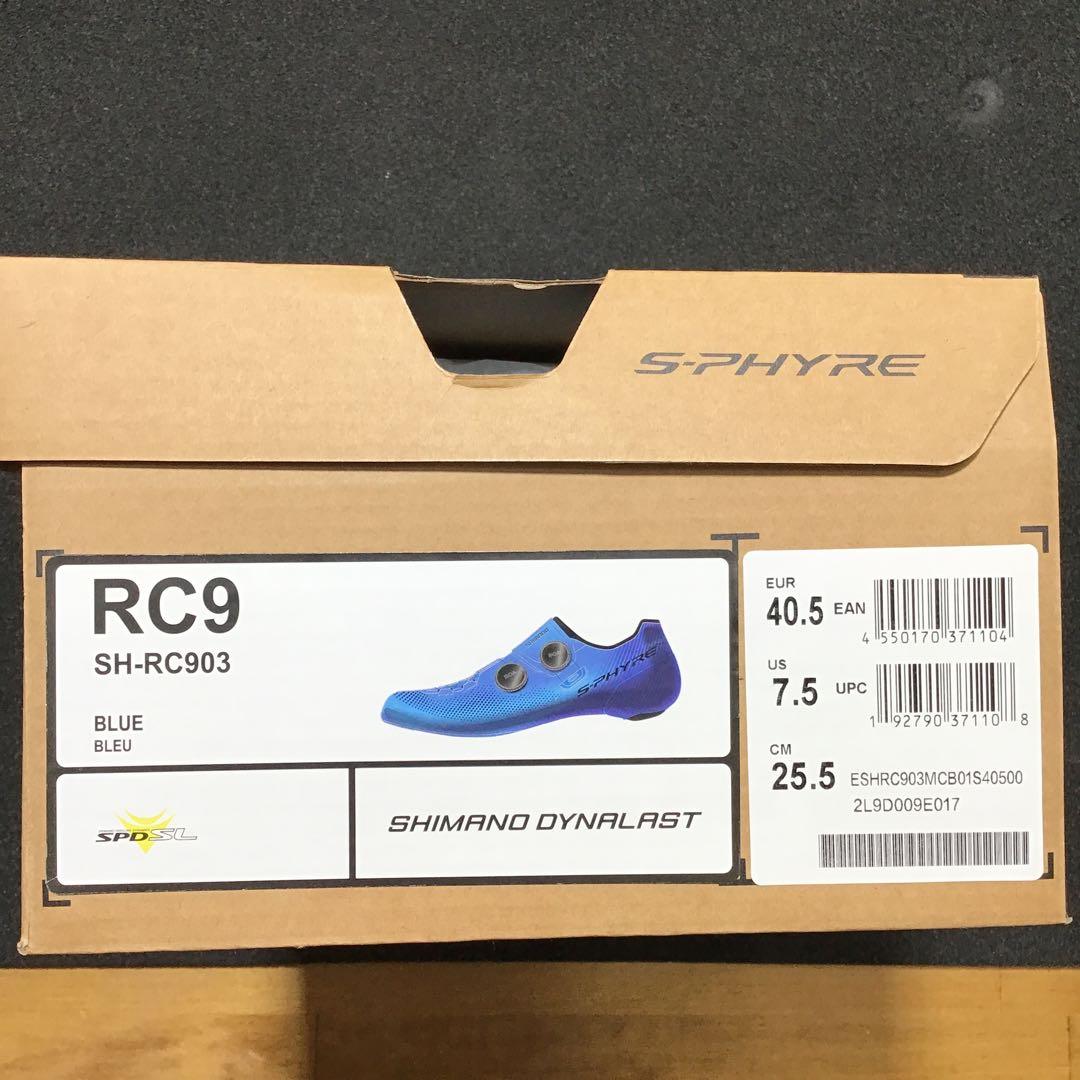 S-PHYRE
RC9
SH-RC903
BLUE
BLEU
S-PHYRE
SPD-SL
SHIMANO DYNALAST
EUR
40.5 EAN
4 550170 371104
US
7.5 UPC
1 92790 37110 8
CM
25.5 ESHRC903MCB01S40500
2L9D009E017